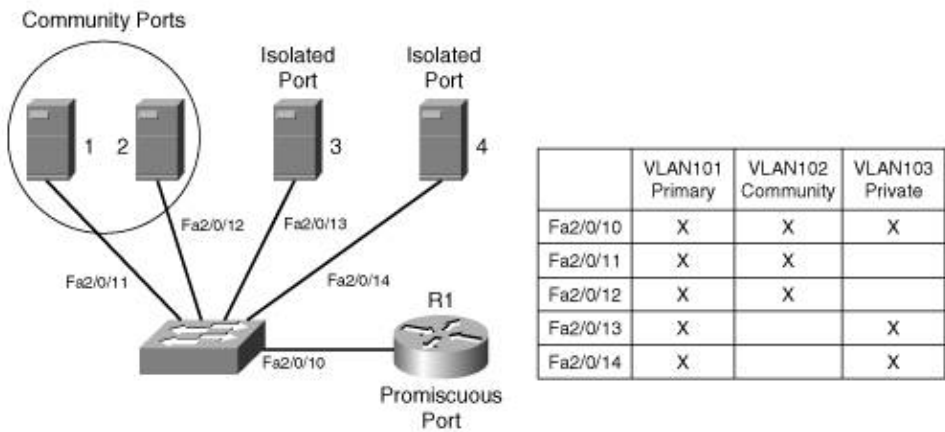 Community Ports
Isolated
Port
Isolated
Port
1
2
3
4
Fa2/0/11
Fa2/0/12
Fa2/0/13
Fa2/0/14
R1
Fa2/0/10
Promiscuous
Port
VLAN101 Primary VLAN102 Community VLAN103 Private
Fa2/0/10 X X X
Fa2/0/11 X X
Fa2/0/12 X X
Fa2/0/13 X X
Fa2/0/14 X X